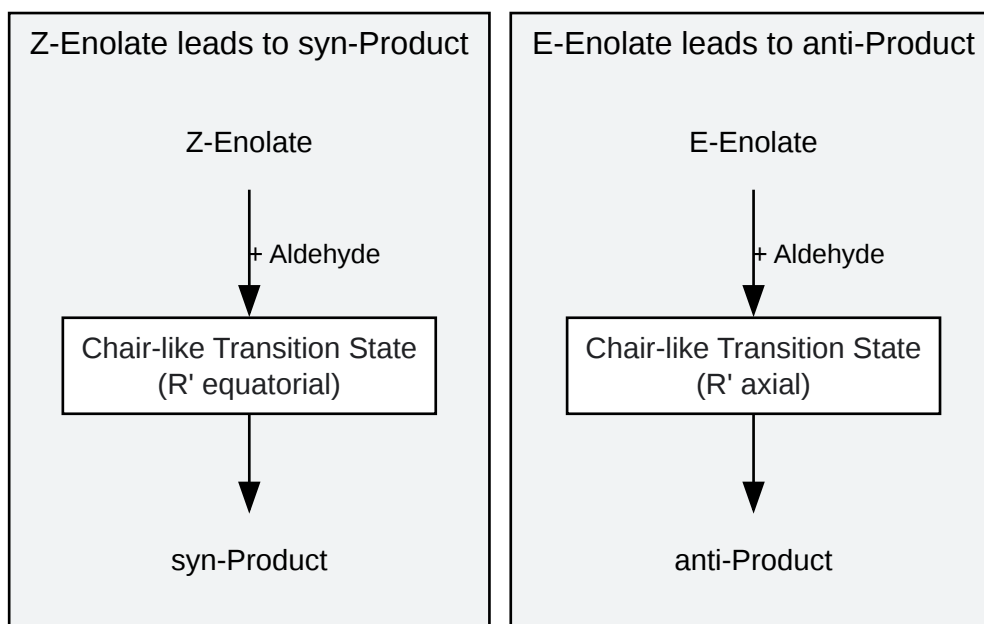 Z-Enolate leads to syn-Product
Z-Enolate
+ Aldehyde
Chair-like Transition State
(R' equatorial)
syn-Product
E-Enolate leads to anti-Product
E-Enolate
+ Aldehyde
Chair-like Transition State
(R' axial)
anti-Product